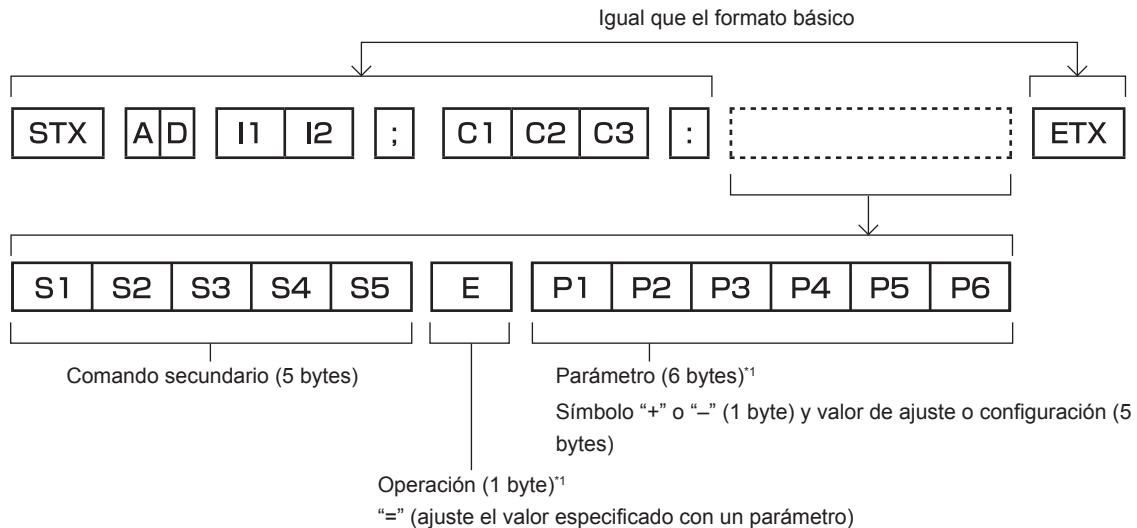 Igual que el formato básico
STX A D I1 I2 ; C1 C2 C3 : ETX
S1 S2 S3 S4 S5 E P1 P2 P3 P4 P5 P6
Comando secundario (5 bytes)
Parámetro (6 bytes)*1
Símbolo “+” o “–” (1 byte) y valor de ajuste o configuración (5
bytes)
Operación (1 byte)*1
“=” (ajuste el valor especificado con un parámetro)